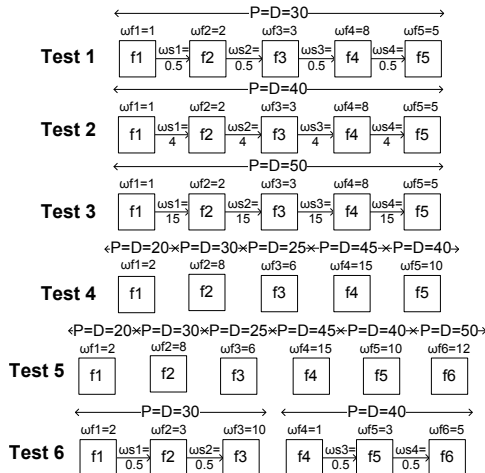 P=D=30
ωf1=1 ωf2=2 ωf3=3 ωf4=8 ωf5=5
Test 1 f1 ωs1= 0.5 f2 ωs2= 0.5 f3 ωs3= 0.5 f4 ωs4= 0.5 f5
P=D=40
ωf1=1 ωf2=2 ωf3=3 ωf4=8 ωf5=5
Test 2 f1 ωs1= 4 f2 ωs2= 4 f3 ωs3= 4 f4 ωs4= 4 f5
P=D=50
ωf1=1 ωf2=2 ωf3=3 ωf4=8 ωf5=5
Test 3 f1 ωs1= 15 f2 ωs2= 15 f3 ωs3= 15 f4 ωs4= 15 f5
P=D=20 P=D=30 P=D=25 P=D=45 P=D=40
ωf1=2 ωf2=8 ωf3=6 ωf4=15 ωf5=10
Test 4 f1 f2 f3 f4 f5
P=D=20 P=D=30 P=D=25 P=D=45 P=D=40 P=D=50
ωf1=2 ωf2=8 ωf3=6 ωf4=15 ωf5=10 ωf6=12
Test 5 f1 f2 f3 f4 f5 f6
P=D=30 P=D=40
ωf1=2 ωf2=3 ωf3=10 ωf4=1 ωf5=3 ωf6=5
Test 6 f1 ωs1= 0.5 f2 ωs2= 0.5 f3 f4 ωs3= 0.5 f5 ωs4= 0.5 f6